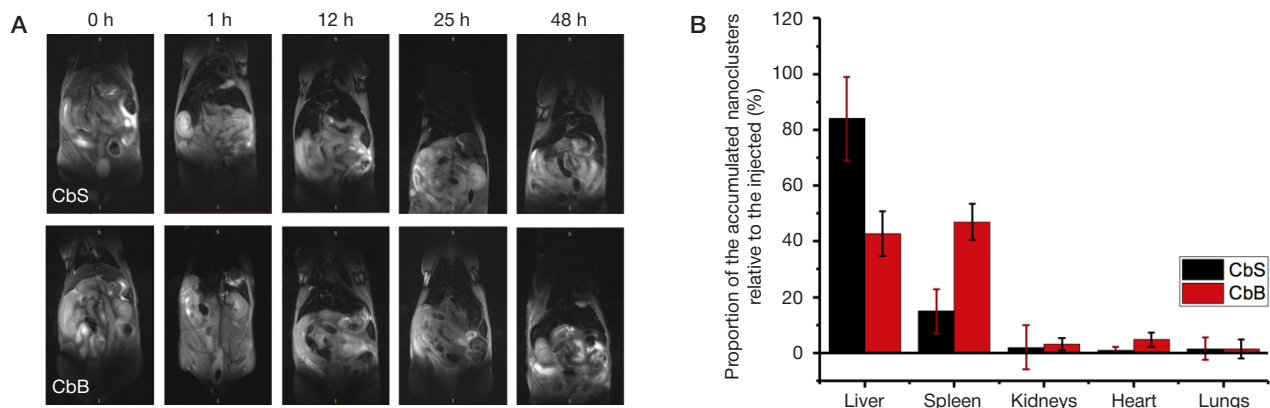 A
0 h 1 h 12 h 25 h 48 h
CbS
CbB
B
Proportion of the accumulated nanoclusters
relative to the injected (%)
120
100
80
60
40
20
0
CbS
CbB
Liver Spleen Kidneys Heart Lungs